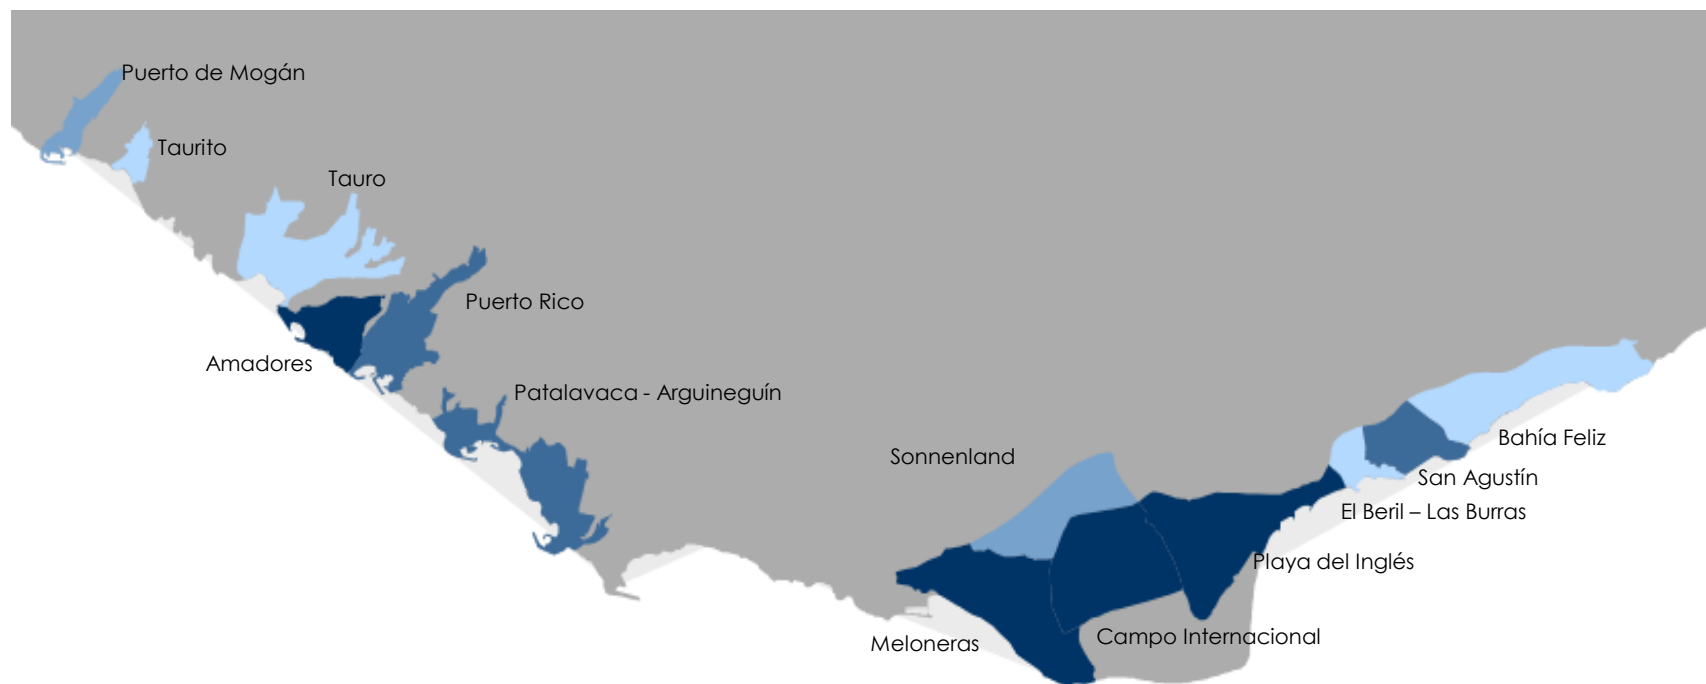 Puerto de Mogán
Taurito
Tauro
Puerto Rico
Amadores
Patalavaca - Arguineguín
Sonnenland
Bahía Feliz
San Agustín
El Beril – Las Burras
Playa del Inglés
Campo Internacional
Meloneras